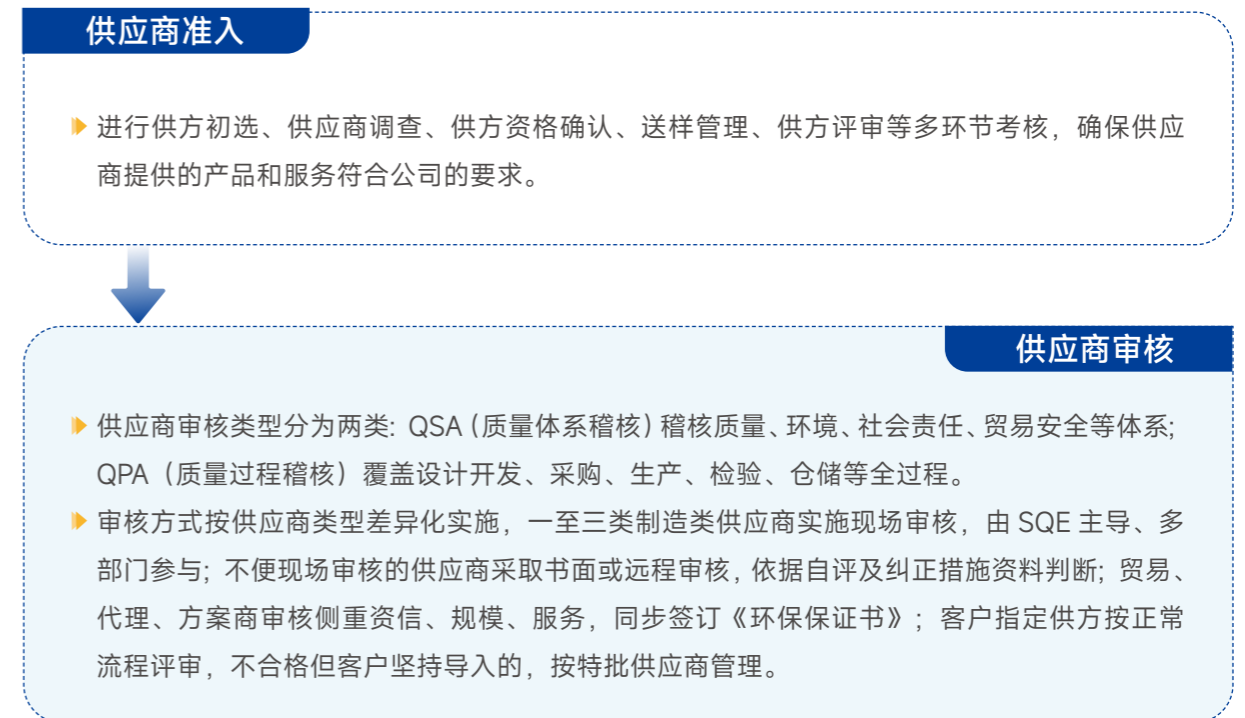 供应商准入
进行供方初选、供应商调查、供方资格确认、送样管理、供方评审等多环节考核，确保供应
商提供的产品和服务符合公司的要求。
供应商审核
供应商审核类型分为两类: QSA（质量体系稽核）稽核质量、环境、社会责任、贸易安全等体系;
QPA（质量过程稽核）覆盖设计开发、采购、生产、检验、仓储等全过程。
审核方式按供应商类型差异化实施，一至三类制造类供应商实施现场审核，由 SQE 主导、多
部门参与; 不便现场审核的供应商采取书面或远程审核，依据自评及纠正措施资料判断; 贸易、
代理、方案商审核侧重资信、规模、服务，同步签订《环保保证书》; 客户指定供方按正常
流程评审，不合格但客户坚持导入的，按特批供应商管理。